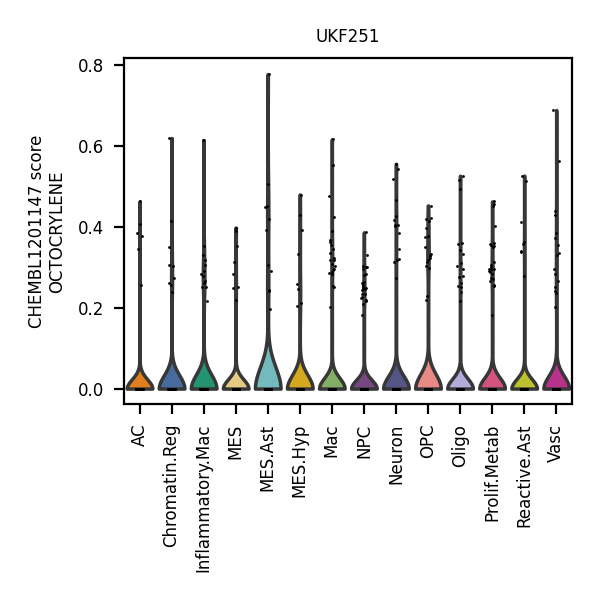 UKF251
CHEMBL1201147 score
OCTOCRYLENE
0.8
0.6
0.4
0.2
0.0
AC
Chromatin.Reg
Inflammatory.Mac
MES
MES.Ast
MES.Hyp
Mac
NPC
Neuron
OPC
Oligo
Prolif.Metab
Reactive.Ast
Vasc